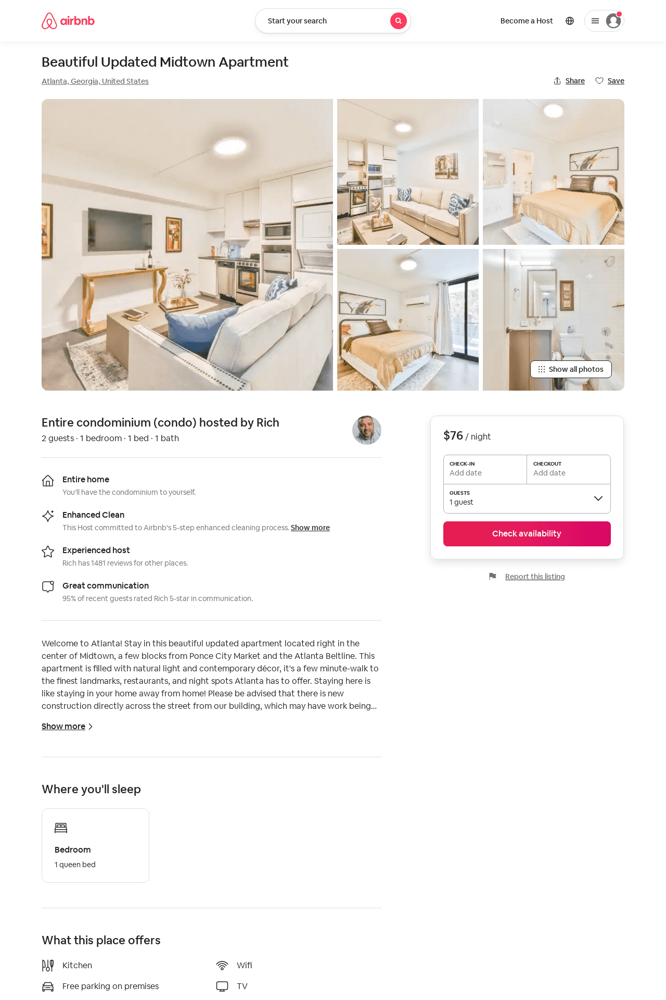 airbnb
Start your search
Become a Host
Beautiful Updated Midtown Apartment
Atlanta, Georgia, United States
Share
Save
Show all photos
Entire condominium (condo) hosted by Rich
2 guests · 1 bedroom · 1 bed · 1 bath
Entire home
You’ll have the condominium to yourself.
Enhanced Clean
This Host committed to Airbnb's 5-step enhanced cleaning process. Show more
Experienced host
Rich has 1481 reviews for other places.
Great communication
95% of recent guests rated Rich 5-star in communication.
$76 / night
CHECK-IN
Add date
CHECKOUT
Add date
GUESTS
1 guest
Check availability
Report this listing
Welcome to Atlanta! Stay in this beautiful updated apartment located right in the
center of Midtown, a few blocks from Ponce City Market and the Atlanta Beltline. This
apartment is filled with natural light and contemporary décor, it's a few minute-walk to
the finest landmarks, restaurants, and night spots Atlanta has to offer. Staying here is
like staying in your home away from home! Please be advised that there is new
construction directly across the street from our building, which may have work being…
Show more
Where you'll sleep
Bedroom
1 queen bed
What this place offers
Kitchen
Wifi
Free parking on premises
TV